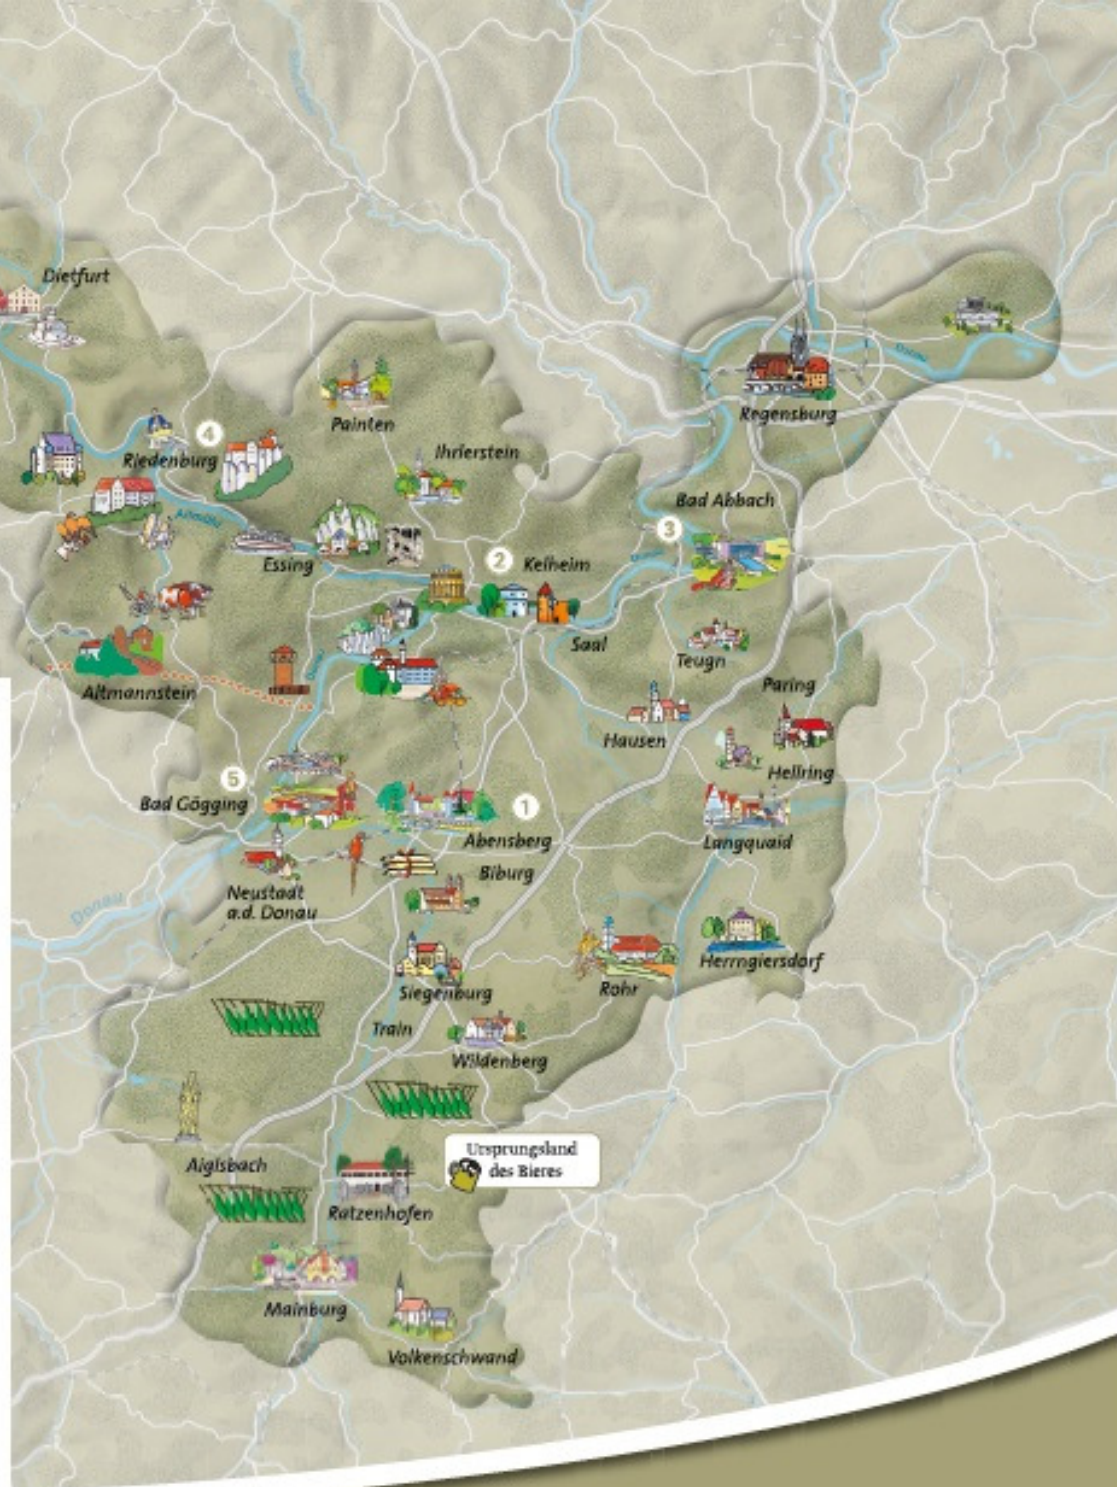 Dietfurt
Painten
Regensburg
4
Riedenburg
Ihrlerstein
Donau
Bad Abbach
Altmühl
3
Essing
2
Kelheim
Donau
Saal
Teugn
Donau
Altmannstein
Paring
Hausen
Hellring
5
Bad Gögging
1
Abensberg
Langquaid
Biburg
Neustadt
a.d. Donau
Donau
Herrngiersdorf
Siegenburg
Rohr
Train
Wildenberg
Ursprungsland
des Bieres
Aiglsbach
Ratzenhofen
Mainburg
Volkenschwand